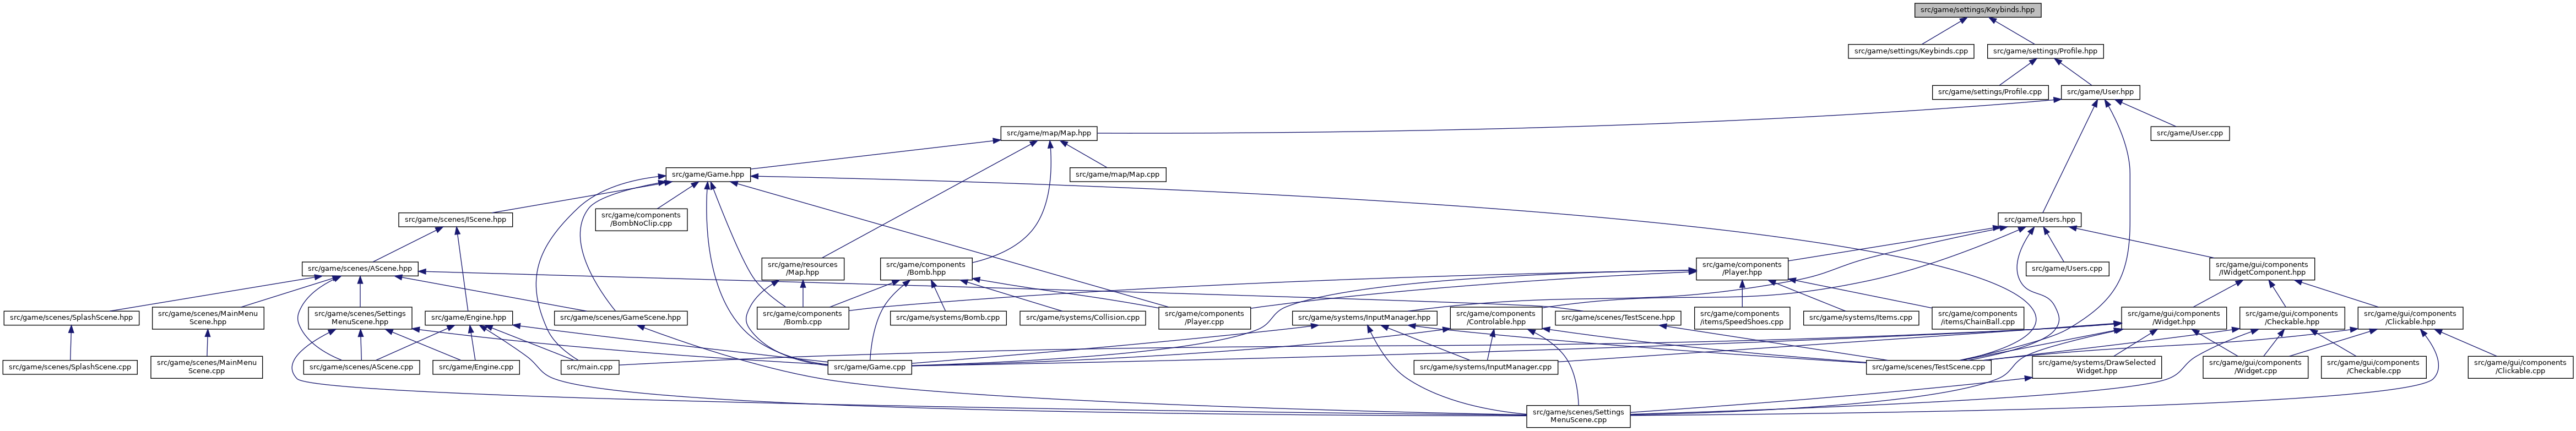 src/game/settings/Keybinds.hpp
src/game/settings/Keybinds.cpp
src/game/settings/Profile.hpp
src/game/settings/Profile.cpp
src/game/User.hpp
src/game/map/Map.hpp
src/game/User.cpp
src/game/Game.hpp
src/game/map/Map.cpp
src/game/scenes/IScene.hpp
src/game/components
/BombNoClip.cpp
src/game/Users.hpp
src/game/scenes/AScene.hpp
src/game/resources
/Map.hpp
src/game/components
/Bomb.hpp
src/game/components
/Player.hpp
src/game/Users.cpp
src/game/gui/components
/IWidgetComponent.hpp
src/game/scenes/SplashScene.hpp
src/game/scenes/MainMenu
Scene.hpp
src/game/scenes/Settings
MenuScene.hpp
src/game/Engine.hpp
src/game/scenes/GameScene.hpp
src/game/components
/Bomb.cpp
src/game/systems/Bomb.cpp
src/game/systems/Collision.cpp
src/game/components
/Player.cpp
src/game/systems/InputManager.hpp
src/game/components
/Controlable.hpp
src/game/scenes/TestScene.hpp
src/game/components
/items/SpeedShoes.cpp
src/game/systems/Items.cpp
src/game/components
/items/ChainBall.cpp
src/game/gui/components
/Widget.hpp
src/game/gui/components
/Checkable.hpp
src/game/gui/components
/Clickable.hpp
src/game/scenes/SplashScene.cpp
src/game/scenes/MainMenu
Scene.cpp
src/game/scenes/AScene.cpp
src/game/Engine.cpp
src/main.cpp
src/game/Game.cpp
src/game/systems/InputManager.cpp
src/game/scenes/TestScene.cpp
src/game/systems/DrawSelected
Widget.hpp
src/game/gui/components
/Widget.cpp
src/game/gui/components
/Checkable.cpp
src/game/gui/components
/Clickable.cpp
src/game/scenes/Settings
MenuScene.cpp